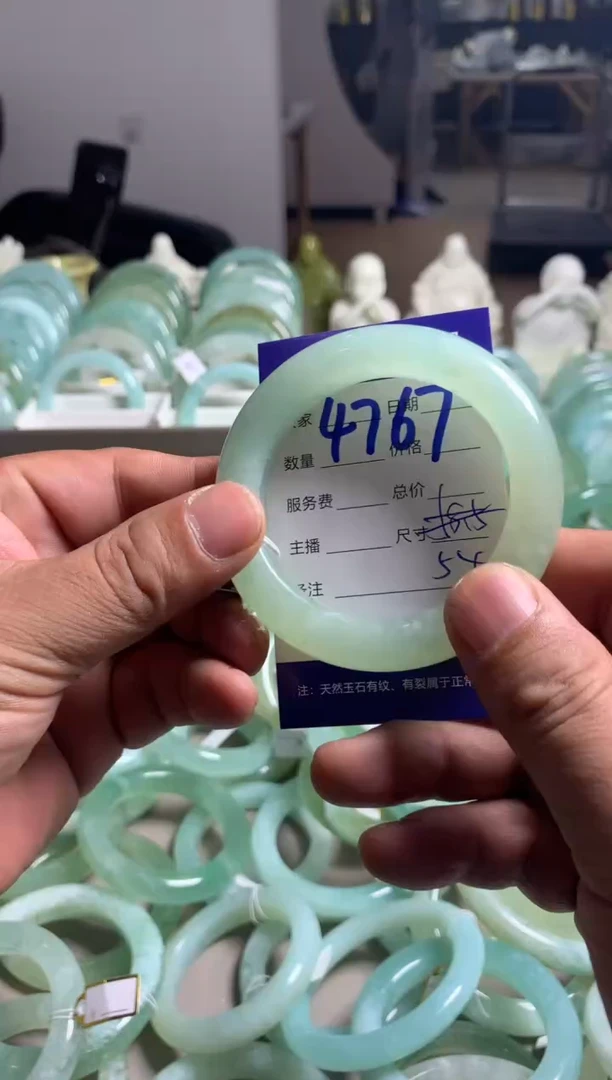 家 4767 日期
数量 价格
服务费 总价
主播 尺寸
54
注
注：天然玉石有纹、有裂属于正常